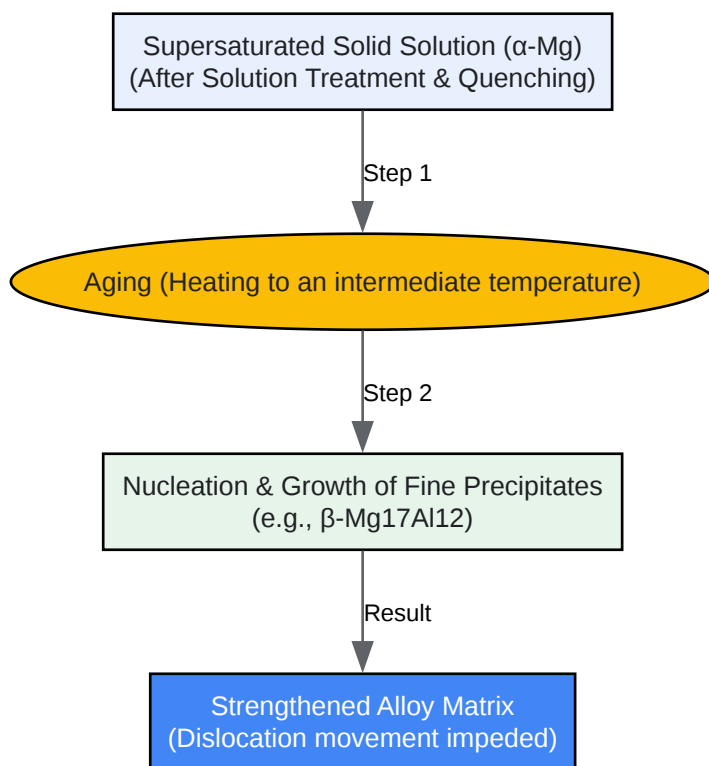 Supersaturated Solid Solution (α-Mg)
(After Solution Treatment & Quenching)
Step 1
Aging (Heating to an intermediate temperature)
Step 2
Nucleation & Growth of Fine Precipitates
(e.g., β-Mg17Al12)
Result
Strengthened Alloy Matrix
(Dislocation movement impeded)